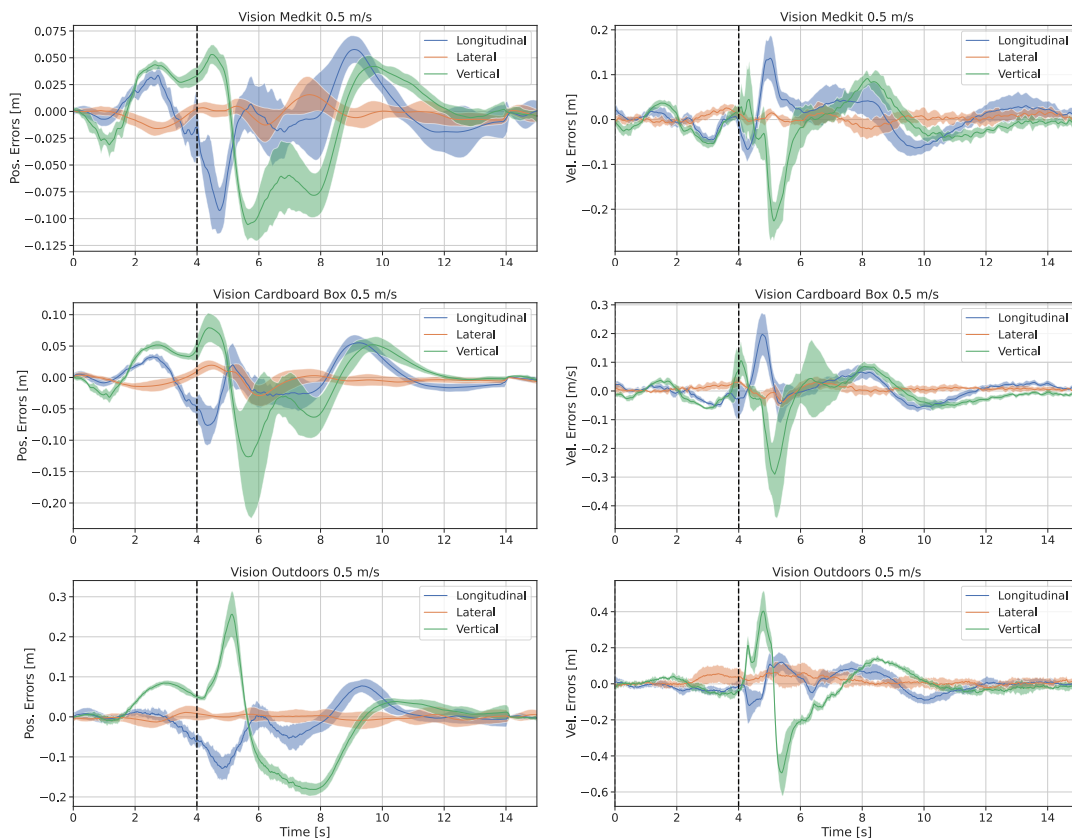 Vision Medkit 0.5 m/s
Pos. Errors [m]
0.075
0.050
0.025
0.000
−0.025
−0.050
−0.075
−0.100
−0.125
0 2 4 6 8 10 12 14
Longitudinal
Lateral
Vertical
Vision Medkit 0.5 m/s
Vel. Errors [m]
0.2
0.1
0.0
−0.1
−0.2
0 2 4 6 8 10 12 14
Longitudinal
Lateral
Vertical
Vision Cardboard Box 0.5 m/s
Pos. Errors [m]
0.10
0.05
0.00
−0.05
−0.10
−0.15
−0.20
0 2 4 6 8 10 12 14
Longitudinal
Lateral
Vertical
Vision Cardboard Box 0.5 m/s
Vel. Errors [m/s]
0.3
0.2
0.1
0.0
−0.1
−0.2
−0.3
−0.4
0 2 4 6 8 10 12 14
Longitudinal
Lateral
Vertical
Vision Outdoors 0.5 m/s
Pos. Errors [m]
0.3
0.2
0.1
0.0
−0.1
−0.2
0 2 4 6 8 10 12 14
Time [s]
Longitudinal
Lateral
Vertical
Vision Outdoors 0.5 m/s
Vel. Errors [m]
0.4
0.2
0.0
−0.2
−0.4
−0.6
0 2 4 6 8 10 12 14
Time [s]
Longitudinal
Lateral
Vertical